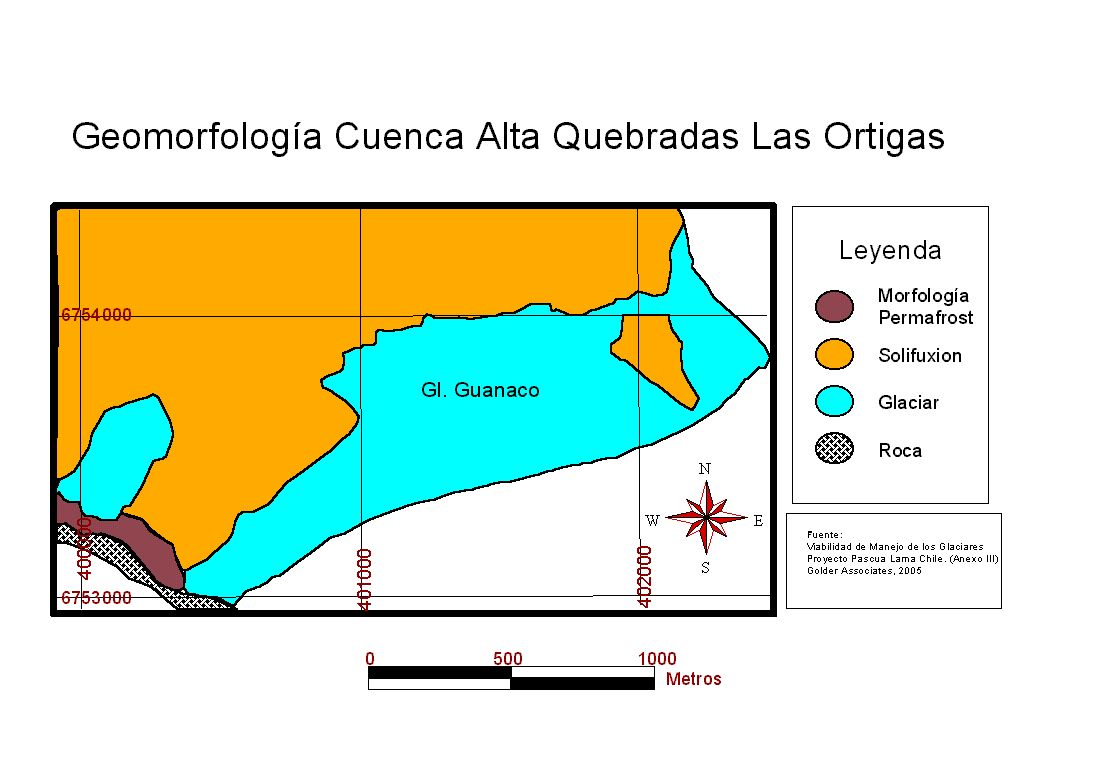 Geomorfología Cuenca Alta Quebradas Las Ortigas
Leyenda
Morfología
Permafrost
Solifuxion
Glaciar
Roca
6754000
Gl. Guanaco
N
W E
S
400000
401000
402000
6753000
Fuente:
Viabilidad de Manejo de los Glaciares
Proyecto Pascua Lama Chile. (Anexo III)
Golder Associates, 2005
0 500 1000
Metros